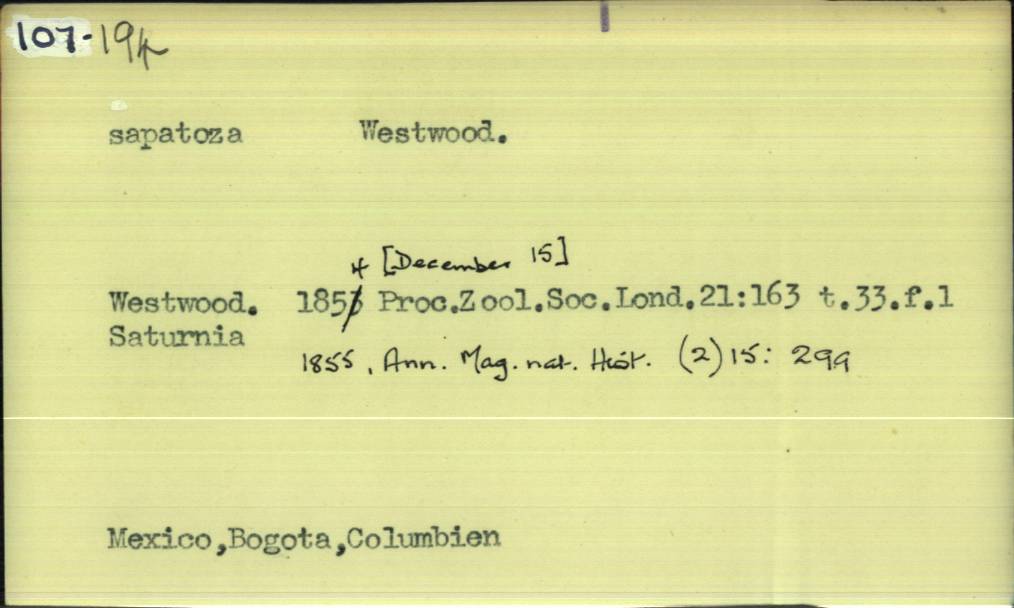 107-194
sapatoza Westwood.
4 [December 15]
Westwood. 1853 Proc.Zool.Soc.Lond.21:163 t.33.f.1
Saturnia
1855, Ann. Mag. nat. Hist. (2) 15: 299
Mexico,Bogota,Columbien